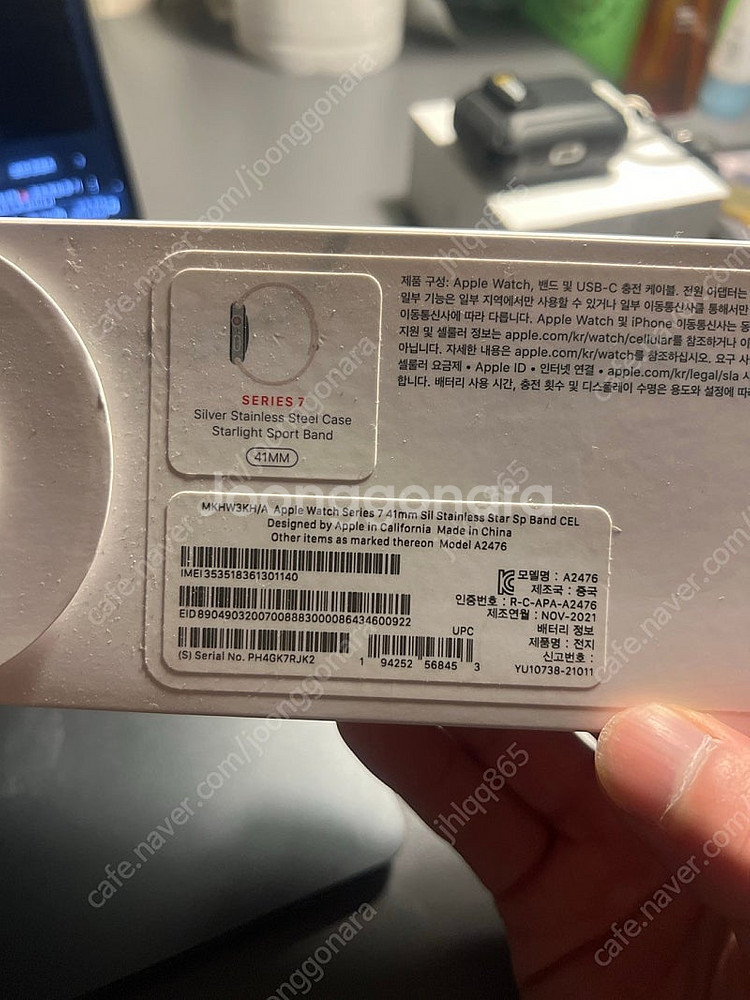 SERIES 7
Silver Stainless Steel Case
Starlight Sport Band
41MM
제품 구성: Apple Watch, 밴드 및 USB-C 충전 케이블. 전원 어댑터는
일부 기능은 일부 지역에서만 사용할 수 있거나 일부 이동통신사를 통해서만
이동통신사에 따라 다릅니다. Apple Watch 및 iPhone 이동통신사는 동
지원 및 셀룰러 정보는 apple.com/kr/watch/cellular를 참조하거나 이
아닙니다. 자세한 내용은 apple.com/kr/watch를 참조하십시오. 요구 사
셀룰러 요금제 • Apple ID • 인터넷 연결 • apple.com/kr/legal/sla 사
합니다. 배터리 사용 시간, 충전 횟수 및 디스플레이 수명은 용도와 설정에 따
Joonggonara
MKHW3KH/A Apple Watch Series 7 41mm Sil Stainless Star Sp Band CEL
Designed by Apple in California Made in China
Other items as marked thereon Model A2476
IMEI 353518361301140
EID 89049032007008883000086434600922
(S) Serial No. PH4GK7RJK2
UPC
1 94252 56845 3
모델명 : A2476
제조국 : 중국
인증번호 : R-C-APA-A2476
제조연월 : NOV-2021
배터리 정보
제품명 : 전지
신고번호 :
YU10738-21011
cafe.naver.com/joonggonara
jhlqq865